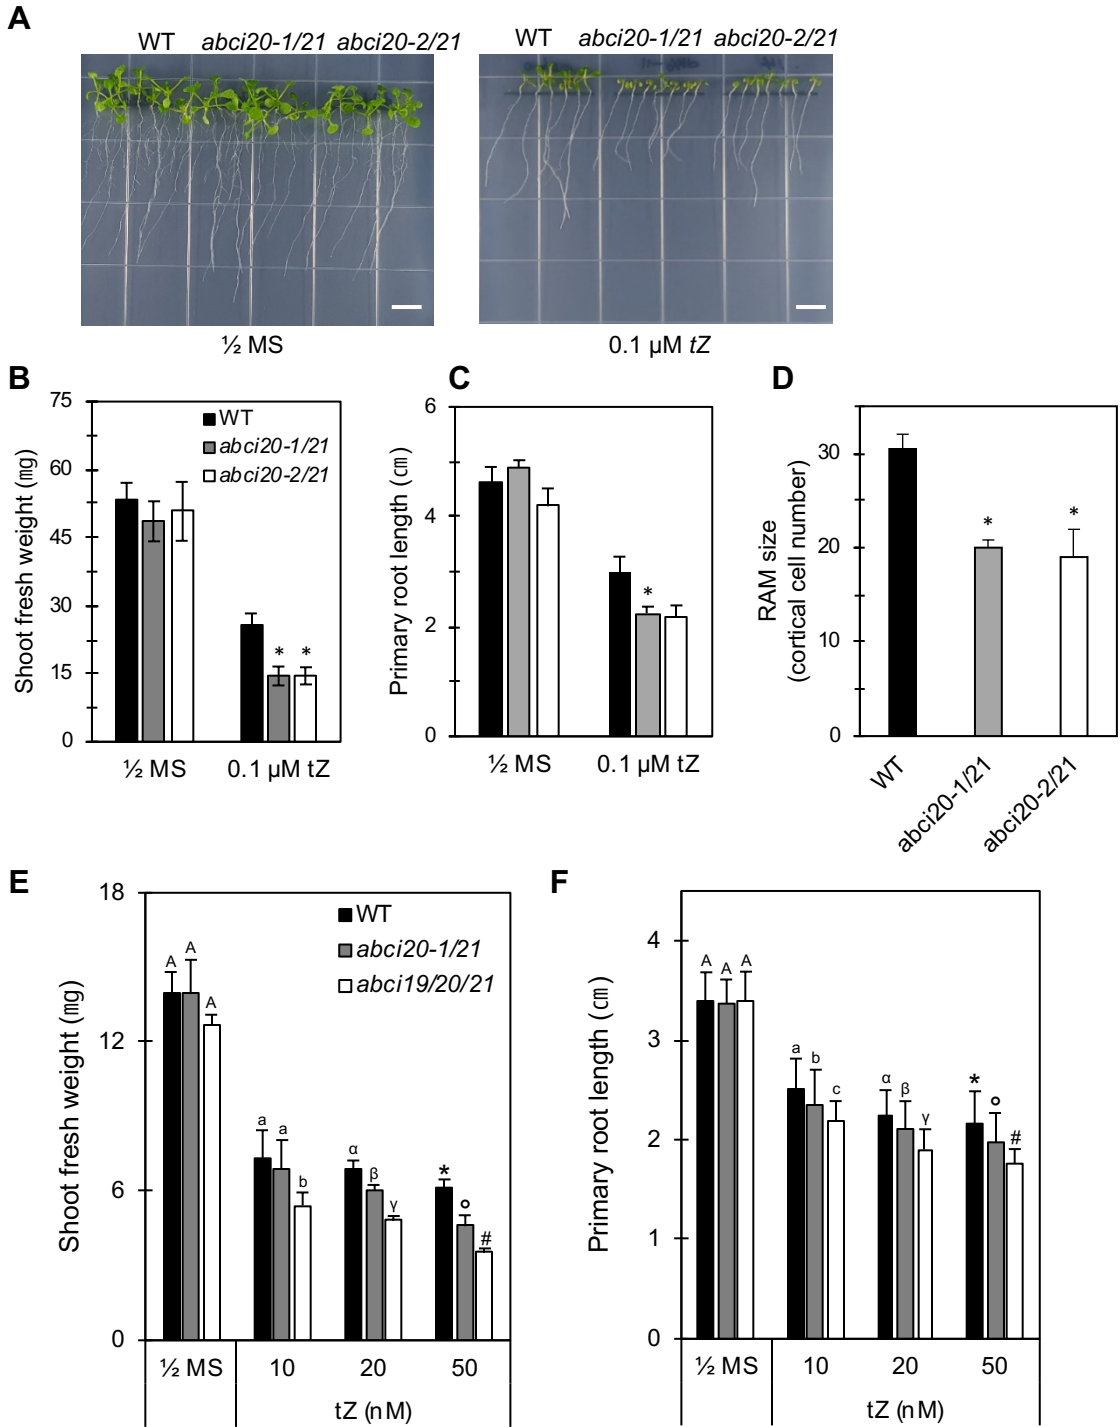 A
WT abci20-1/21 abci20-2/21
WT abci20-1/21 abci20-2/21
½ MS
0.1 µM tZ
B
Shoot fresh weight (㎎)
75
60
45
30
15
0
WT
abci20-1/21
abci20-2/21
* *
½ MS
0.1 µM tZ
C
Primary root length (㎝)
6
4
2
0
*
½ MS
0.1 µM tZ
D
RAM size
(cortical cell number)
30
20
10
0
*
*
WT
abci20-1/21
abci20-2/21
E
Shoot fresh weight (㎎)
18
12
6
0
WT
abci20-1/21
abci19/20/21
A A A
a a b
α β γ
* o #
½ MS
10
20
50
tZ (nM)
F
Primary root length (㎝)
4
3
2
1
0
A A A
a b c
α β γ
* o #
½ MS
10
20
50
tZ (nM)